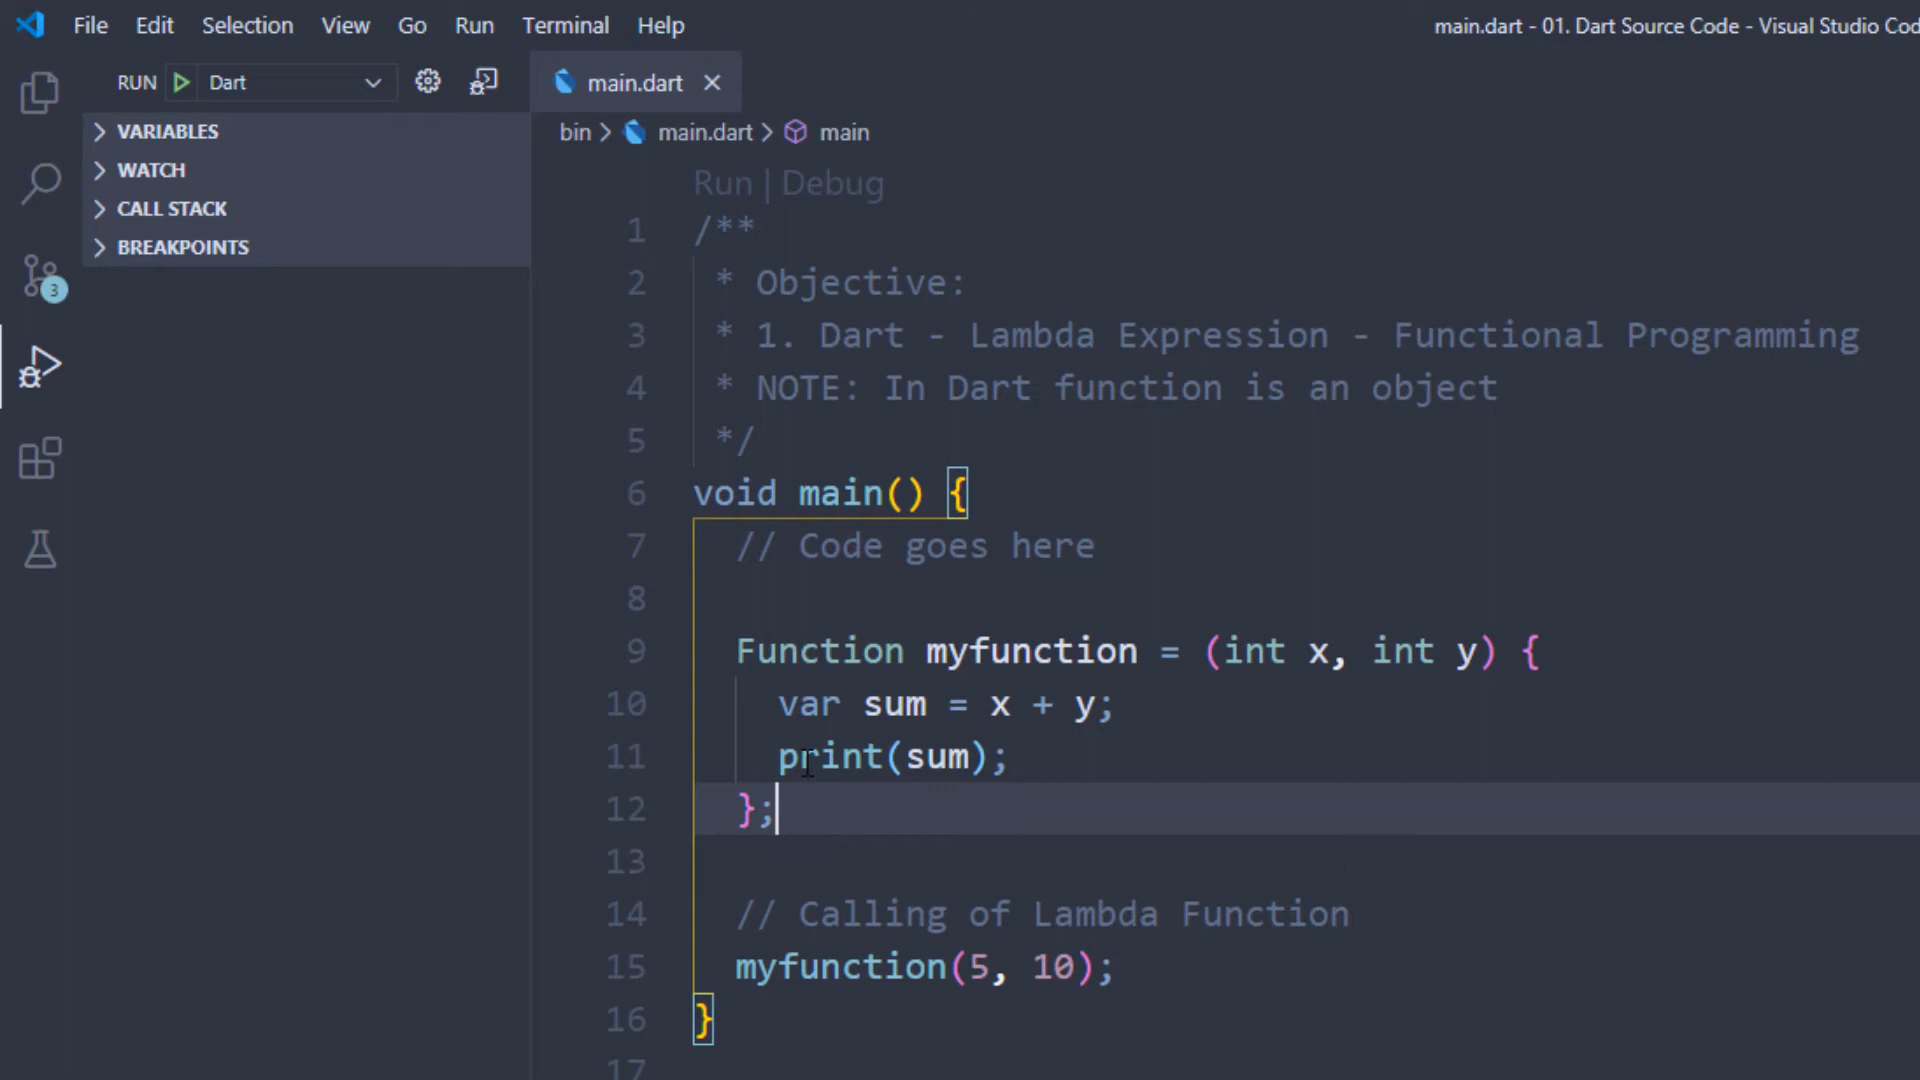 File Edit Selection View Go Run Terminal Help
main.dart - 01. Dart Source Code - Visual Studio Cod
RUN Dart
main.dart
VARIABLES
WATCH
CALL STACK
BREAKPOINTS
3
bin > main.dart > main
Run | Debug
1 /**
2 * Objective:
3 * 1. Dart - Lambda Expression - Functional Programming
4 * NOTE: In Dart function is an object
5 */
6 void main() {
7 // Code goes here
8
9 Function myfunction = (int x, int y) {
10 var sum = x + y;
11 print(sum);
12 };
13
14 // Calling of Lambda Function
15 myfunction(5, 10);
16 }
17